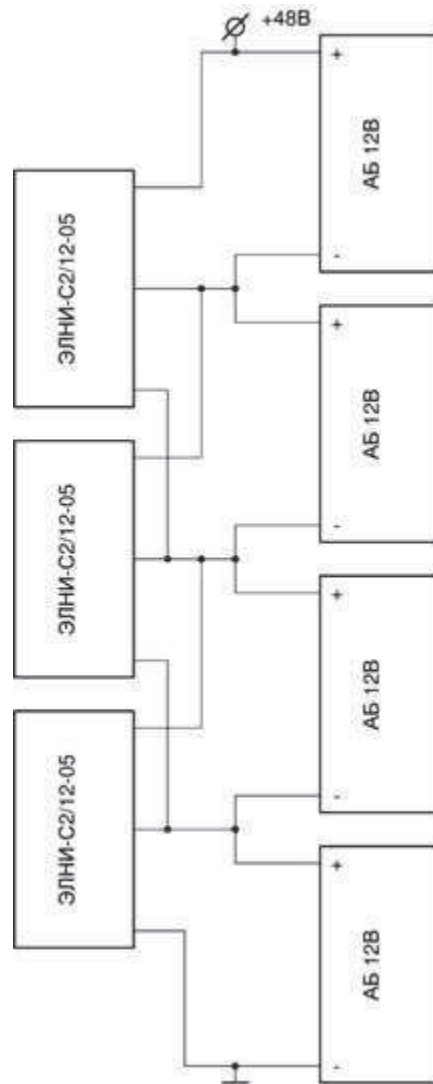 +48В
+
АБ 12В
-
ЭЛНИ-С2/12-05
+
АБ 12В
-
ЭЛНИ-С2/12-05
+
АБ 12В
-
ЭЛНИ-С2/12-05
+
АБ 12В
-